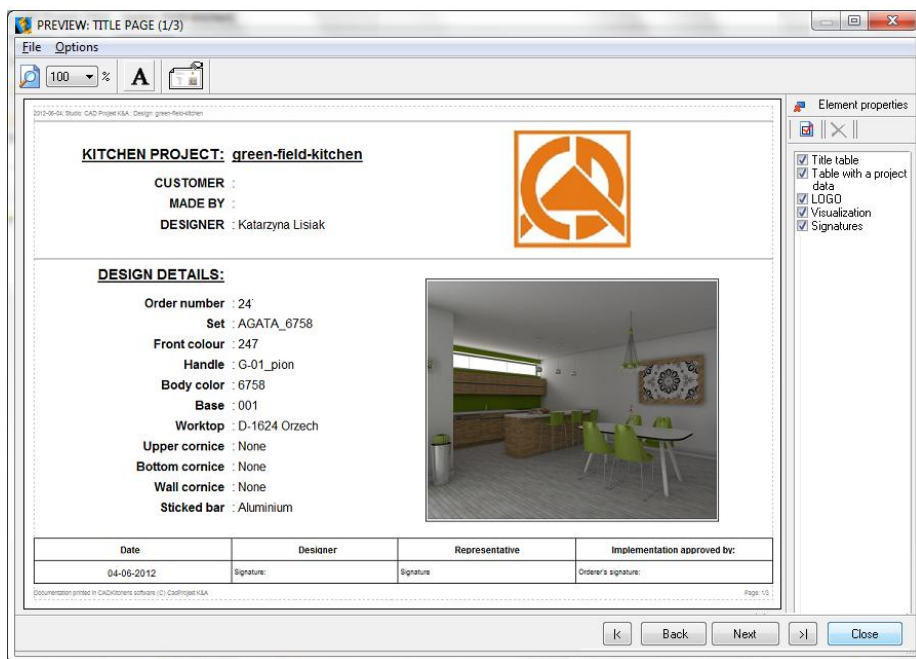 PREVIEW: TITLE PAGE (1/3)
File Options
100 % A
Element properties
2012-06-04; Studio: CAD Projekt K&A ; Design: green-field-kitchen
KITCHEN PROJECT: green-field-kitchen
CUSTOMER :
MADE BY :
DESIGNER : Katarzyna Lisiak
Title table
Table with a project
data
LOGO
Visualization
Signatures
DESIGN DETAILS:
Order number : 24
Set : AGATA_6758
Front colour : 247
Handle : G-01_pion
Body color : 6758
Base : 001
Worktop : D-1624 Orzech
Upper cornice : None
Bottom cornice : None
Wall cornice : None
Sticked bar : Aluminium
Date Designer Representative Implementation approved by:
04-06-2012 Signature: Signature Orderer's signature:
Documentation printed in CADKitchens software (C) CadProjekt K&A Page: 1/3
Back Next Close